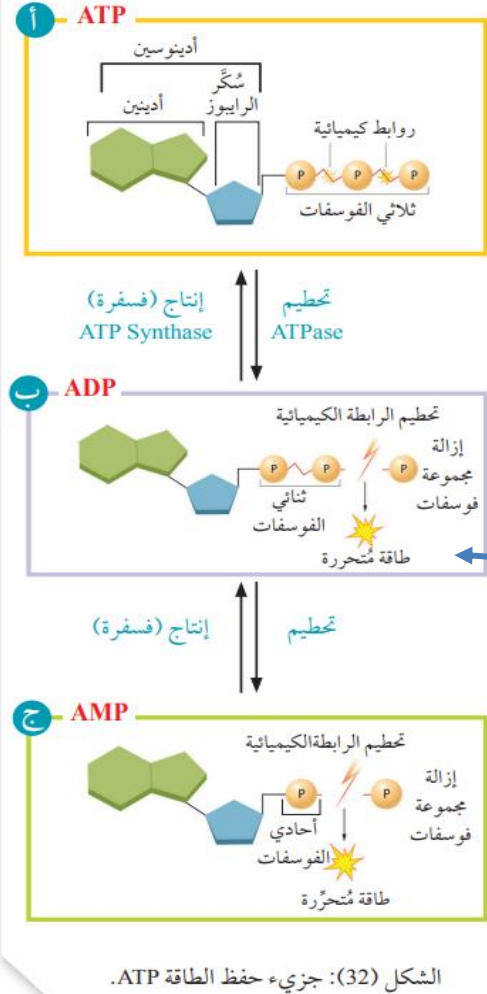 أ ATP
أدينوسين
سُكَّر
الرايبوز
أدينين
روابط كيميائية
P P P
ثلاثي الفوسفات
إنتاج (فسفرة)
ATP Synthase
تحطيم
ATPase
ب ADP
تحطيم الرابطة الكيميائية
إزالة
مجموعة
فوسفات
P P P
ثنائي
الفوسفات
طاقة مُتحررة
إنتاج (فسفرة)
تحطيم
ج AMP
تحطيم الرابطةالكيميائية
إزالة
مجموعة
فوسفات
P P
أحادي
الفوسفات
طاقة مُتحرِّرة
الشكل (32): جزيء حفظ الطاقة ATP.